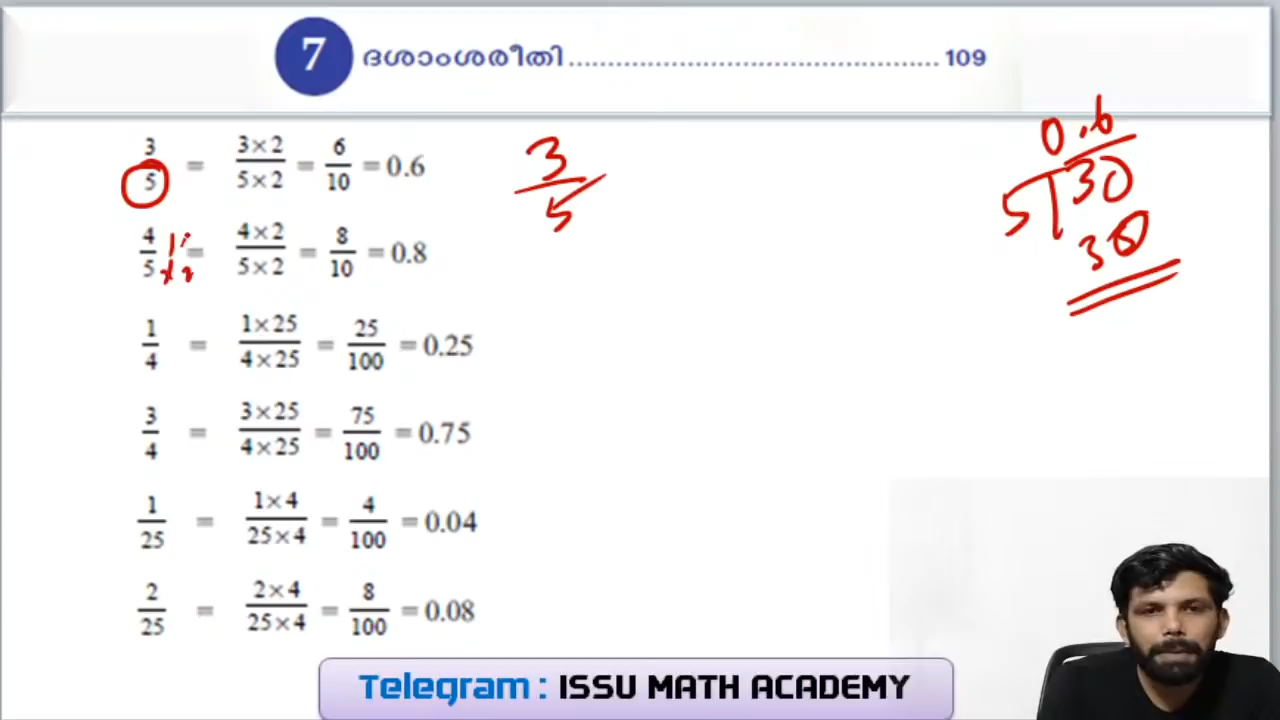 7 ദശാംശരീതി ................................................ 109
3/5 = 3×2/5×2 = 6/10 = 0.6
3/5
0.6
5 30
30
4/5 = 4×2/5×2 = 8/10 = 0.8
1/4 = 1×25/4×25 = 25/100 = 0.25
3/4 = 3×25/4×25 = 75/100 = 0.75
1/25 = 1×4/25×4 = 4/100 = 0.04
2/25 = 2×4/25×4 = 8/100 = 0.08
Telegram : ISSU MATH ACADEMY